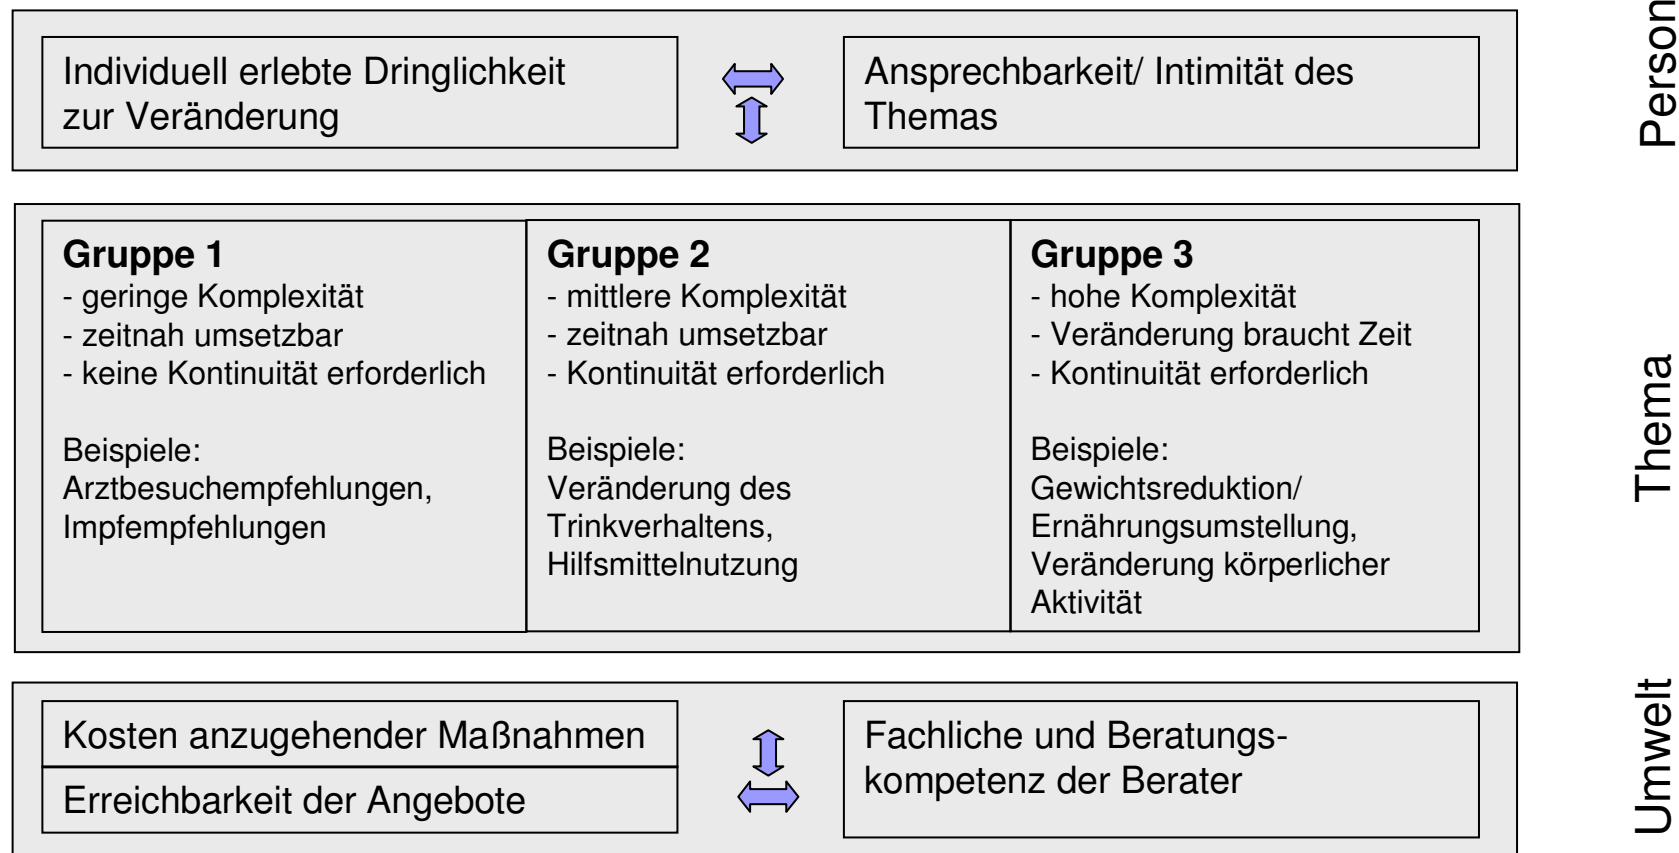 Individuell erlebte Dringlichkeit
zur Veränderung
Ansprechbarkeit/ Intimität des
Themas
Person
Gruppe 1
- geringe Komplexität
- zeitnah umsetzbar
- keine Kontinuität erforderlich
Beispiele:
Arztbesuchempfehlungen,
Impfempfehlungen
Gruppe 2
- mittlere Komplexität
- zeitnah umsetzbar
- Kontinuität erforderlich
Beispiele:
Veränderung des
Trinkverhaltens,
Hilfsmittelnutzung
Gruppe 3
- hohe Komplexität
- Veränderung braucht Zeit
- Kontinuität erforderlich
Beispiele:
Gewichtsreduktion/
Ernährungsumstellung,
Veränderung körperlicher
Aktivität
Thema
Kosten anzugehender Maßnahmen
Erreichbarkeit der Angebote
Fachliche und Beratungs-
kompetenz der Berater
Umwelt